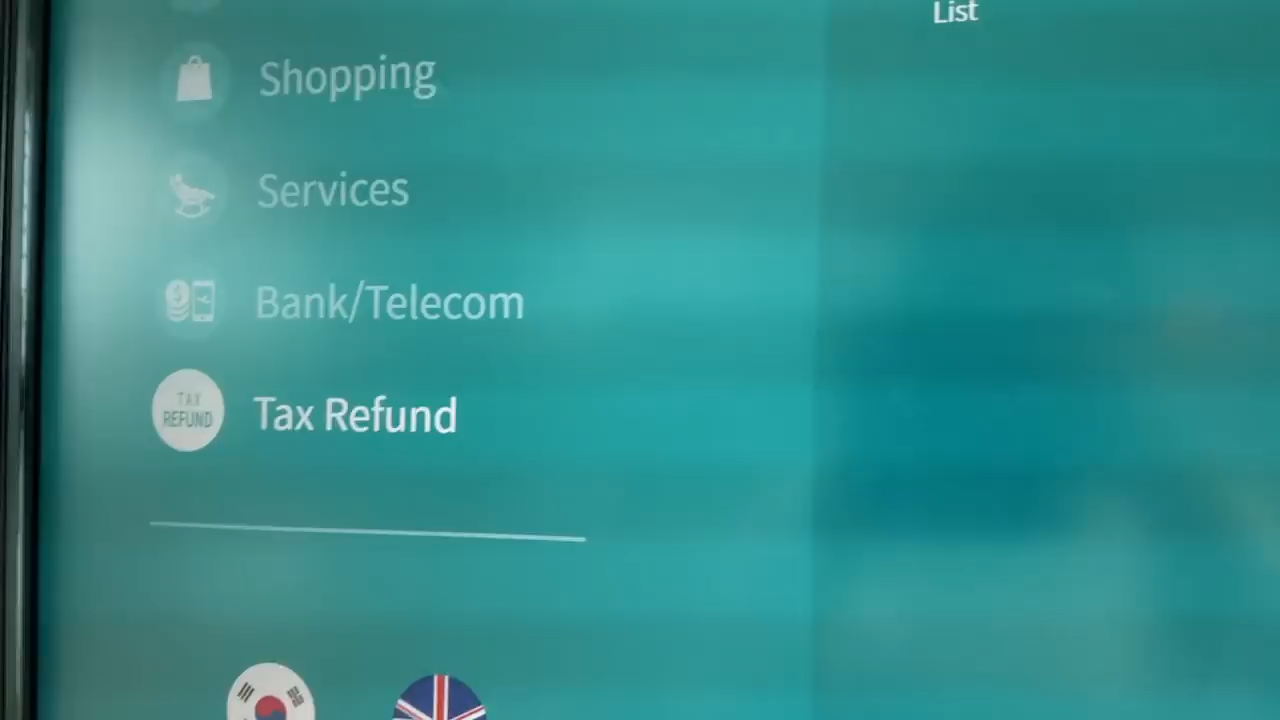 List
Shopping
Services
Bank/Telecom
TAX
REFUND
Tax Refund